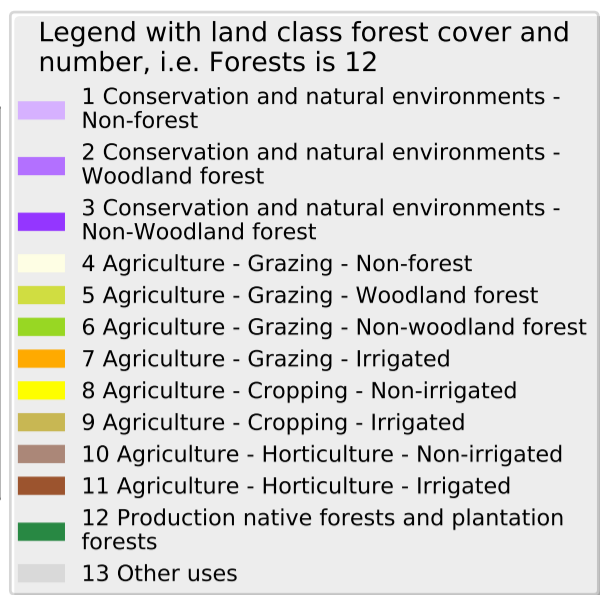 Legend with land class forest cover and
number, i.e. Forests is 12
1 Conservation and natural environments -
Non-forest
2 Conservation and natural environments -
Woodland forest
3 Conservation and natural environments -
Non-Woodland forest
4 Agriculture - Grazing - Non-forest
5 Agriculture - Grazing - Woodland forest
6 Agriculture - Grazing - Non-woodland forest
7 Agriculture - Grazing - Irrigated
8 Agriculture - Cropping - Non-irrigated
9 Agriculture - Cropping - Irrigated
10 Agriculture - Horticulture - Non-irrigated
11 Agriculture - Horticulture - Irrigated
12 Production native forests and plantation
forests
13 Other uses